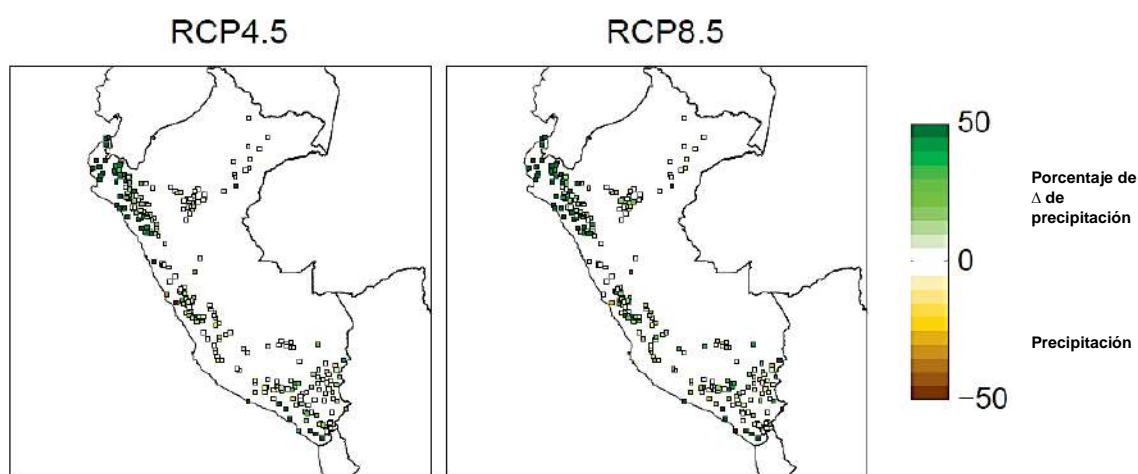 RCP4.5
RCP8.5
50
0
−50
Porcentaje de
Δ de
precipitación
Precipitación